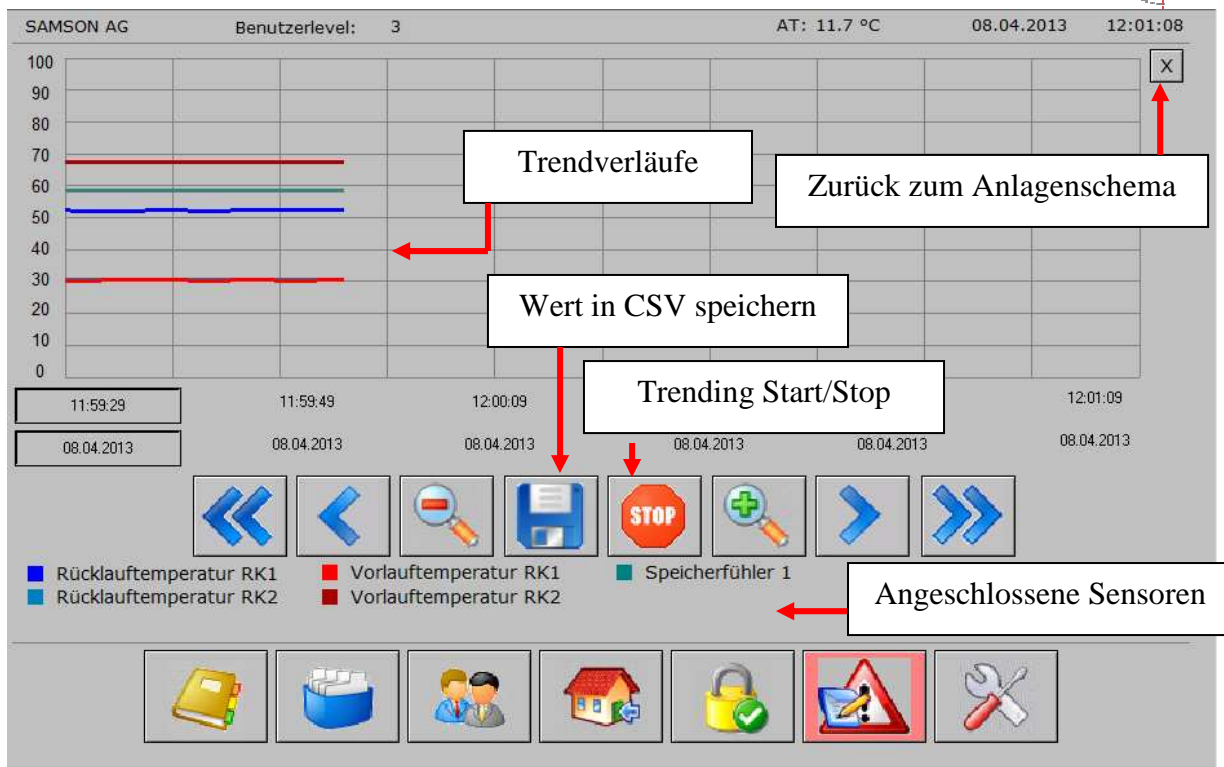 SAMSON AG Benutzerlevel: 3 AT: 11.7 °C 08.04.2013 12:01:08
X
100
90
80
70
60
50
40
30
20
10
0
Trendverläufe
Zurück zum Anlagenschema
Wert in CSV speichern
Trending Start/Stop
11:59:29 11:59:49 12:00:09 12:01:09
08.04.2013 08.04.2013 08.04.2013 08.04.2013 08.04.2013 08.04.2013
STOP
Rücklauftemperatur RK1 Vorlauftemperatur RK1 Speicherfühler 1
Rücklauftemperatur RK2 Vorlauftemperatur RK2
Angeschlossene Sensoren